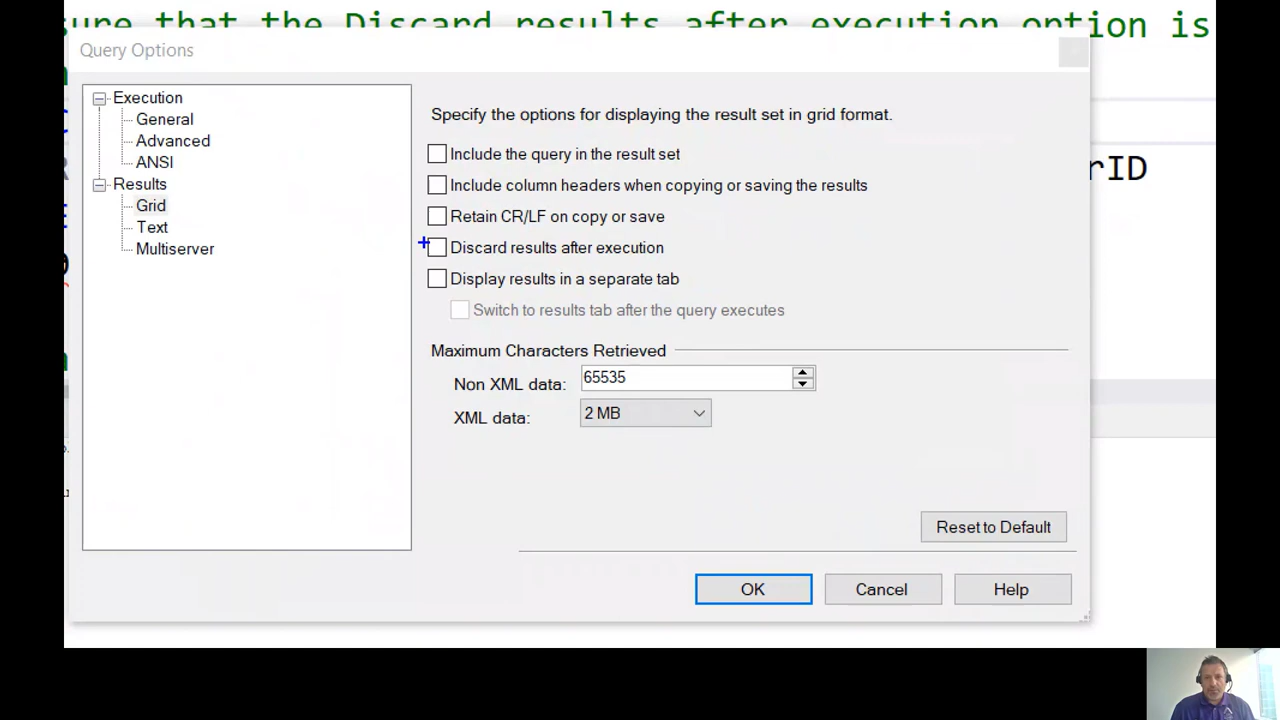 sure that the Discard results after execution option is
Query Options
Execution
General
Advanced
ANSI
Results
Grid
Text
Multiserver
Specify the options for displaying the result set in grid format.
Include the query in the result set
Include column headers when copying or saving the results
Retain CR/LF on copy or save
Discard results after execution
Display results in a separate tab
Switch to results tab after the query executes
Maximum Characters Retrieved
Non XML data: 65535
XML data: 2 MB
Reset to Default
OK Cancel Help
rID